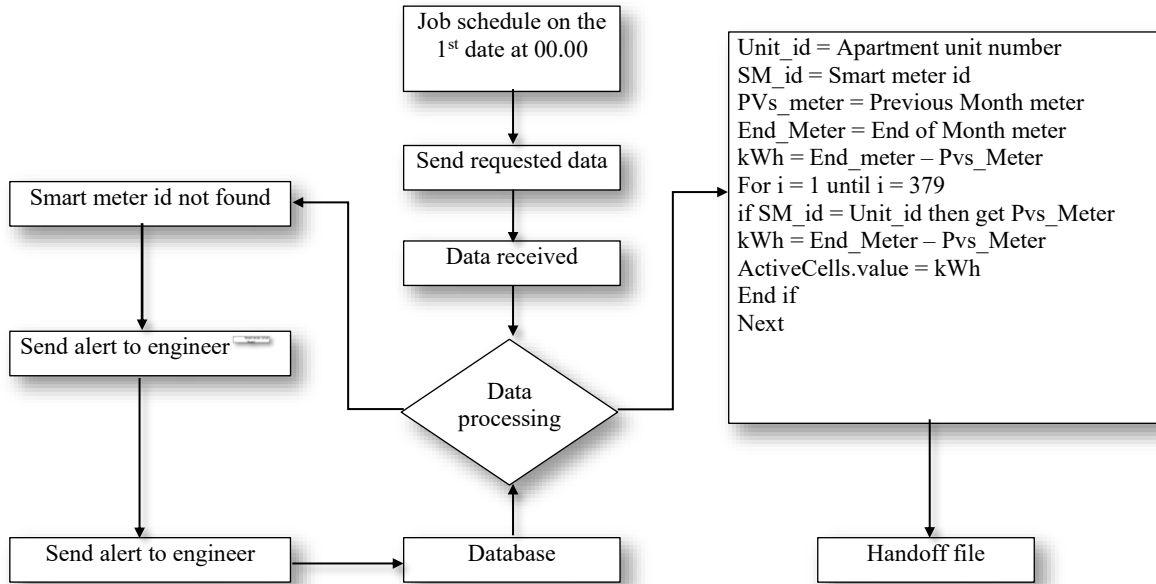 Job schedule on the
1st date at 00.00
Send requested data
Data received
Data
processing
Smart meter id not found
Send alert to engineer
Send alert to engineer
Database
Unit_id = Apartment unit number
SM_id = Smart meter id
PVs_meter = Previous Month meter
End_Meter = End of Month meter
kWh = End_meter – Pvs_Meter
For i = 1 until i = 379
if SM_id = Unit_id then get Pvs_Meter
kWh = End_Meter – Pvs_Meter
ActiveCells.value = kWh
End if
Next
Handoff file